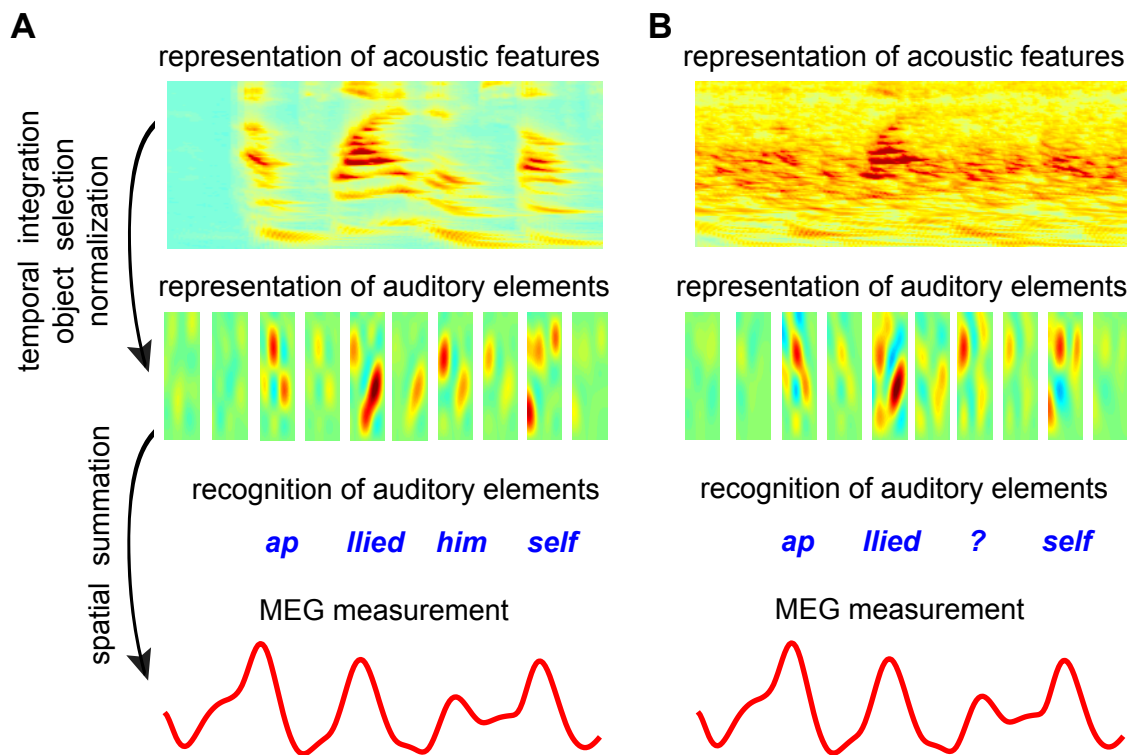 A
representation of acoustic features
temporal integration
object selection
normalization
representation of auditory elements
spatial summation
recognition of auditory elements
ap llied him self
MEG measurement
B
representation of acoustic features
representation of auditory elements
recognition of auditory elements
ap llied ? self
MEG measurement